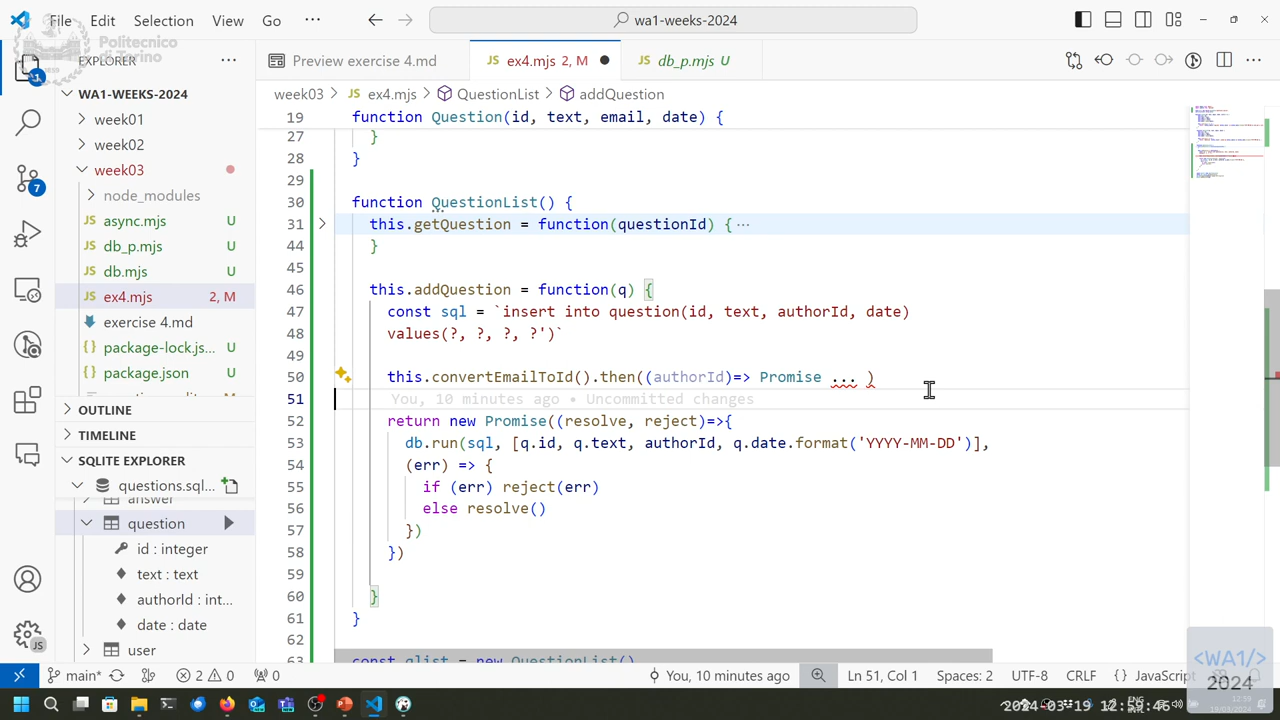 File Edit Selection View Go ··· wa1-weeks-2024
Politecnico
di Torino
EXPLORER ···
Preview exercise 4.md
ex4.mjs 2, M
db_p.mjs U
WA1-WEEKS-2024
week01
week02
week03
node_modules
async.mjs U
db_p.mjs U
db.mjs U
ex4.mjs 2, M
exercise 4.md
package-lock.js... U
package.json U
OUTLINE
TIMELINE
SQLITE EXPLORER
questions.sql...
answer
question
id : integer
text : text
authorId : int...
date : date
user
week03 > JS ex4.mjs > QuestionList > addQuestion
19 function Question(id, text, email, date) {
27 }
28 }
29
30 function QuestionList() {
31 this.getQuestion = function(questionId) { ···
44 }
45
46 this.addQuestion = function(q) {
47 const sql = `insert into question(id, text, authorId, date)
48 values(?, ?, ?, ?')`
49
50 this.convertEmailToId().then((authorId)=> Promise ... )
51 You, 10 minutes ago • Uncommitted changes
52 return new Promise((resolve, reject)=>{
53 db.run(sql, [q.id, q.text, authorId, q.date.format('YYYY-MM-DD')],
54 (err) => {
55 if (err) reject(err)
56 else resolve()
57 })
58 })
59
60 }
61 }
62
63 const qlist = new QuestionList()
main* 2 0 0 You, 10 minutes ago Ln 51, Col 1 Spaces: 2 UTF-8 CRLF {} JavaScript
<WA1/>
2024
2024-03-19 12:59:46